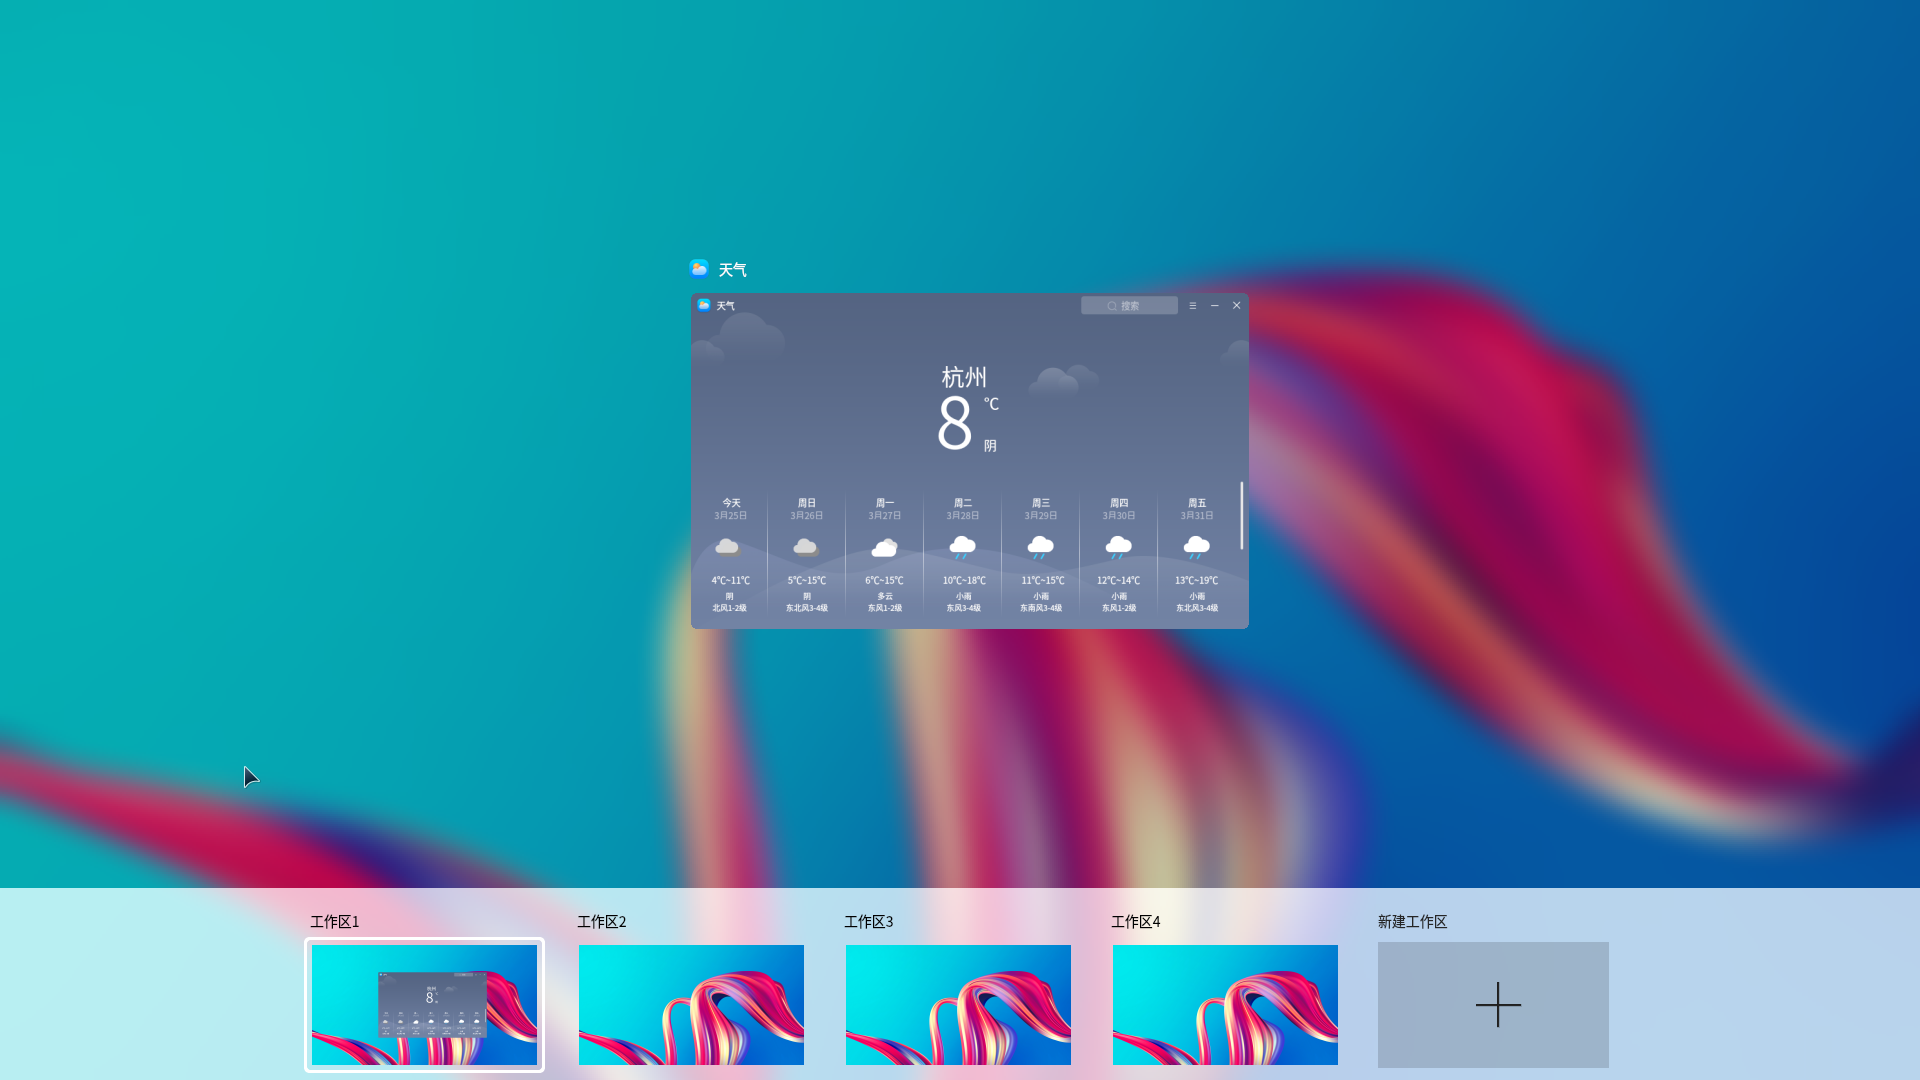 天气
天气
搜索
杭州
8 ℃
阴
今天 周日 周一 周二 周三 周四 周五
3月25日 3月26日 3月27日 3月28日 3月29日 3月30日 3月31日
4℃~11℃ 5℃~15℃ 6℃~15℃ 10℃~18℃ 11℃~15℃ 12℃~14℃ 13℃~19℃
阴 阴 多云 小雨 小雨 小雨 小雨
北风1-2级 东北风3-4级 东风1-2级 东风3-4级 东南风3-4级 东风1-2级 东北风3-4级
工作区1 工作区2 工作区3 工作区4 新建工作区
杭州
8